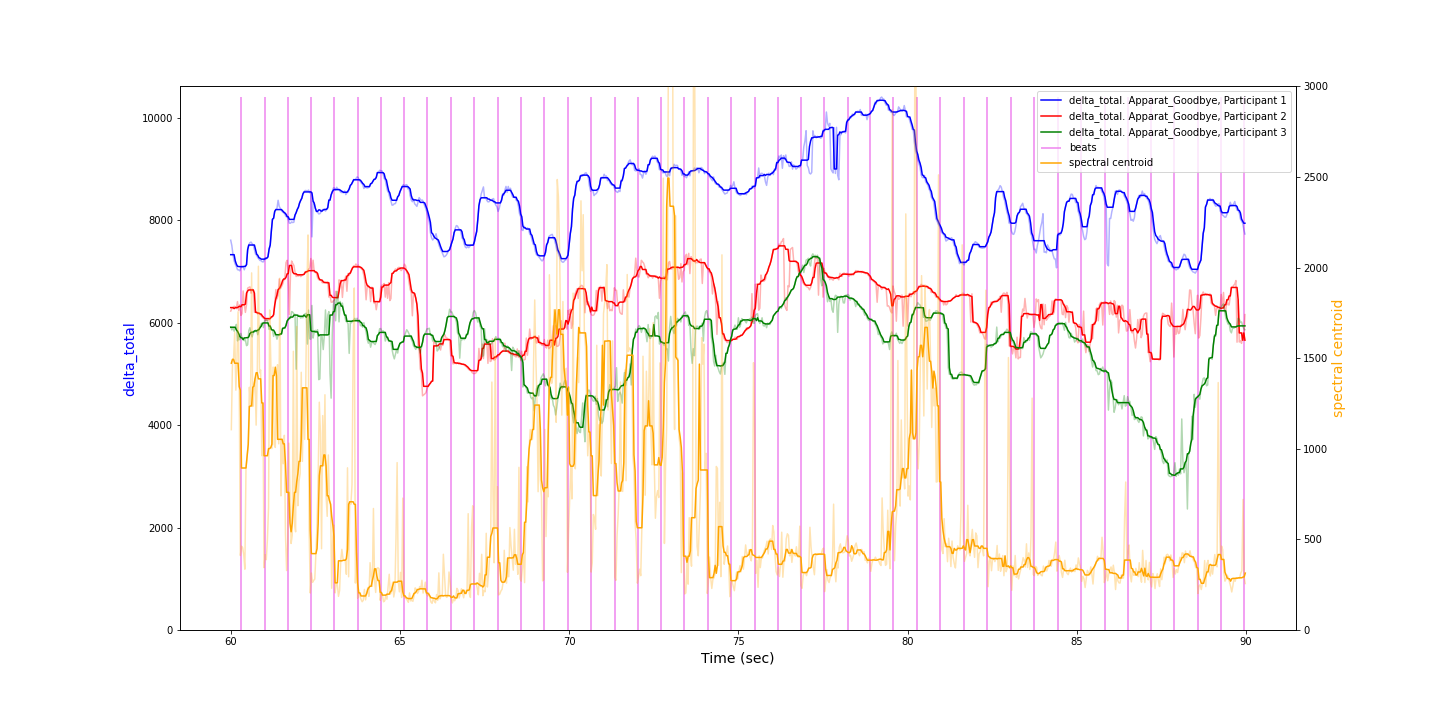 3000
10000
delta_total. Apparat_Goodbye, Participant 1
delta_total. Apparat_Goodbye, Participant 2
delta_total. Apparat_Goodbye, Participant 3
beats
spectral centroid
2500
8000
2000
6000
delta_total
1500
spectral centroid
4000
1000
2000
500
0
0
60
65
70
75
80
85
90
Time (sec)